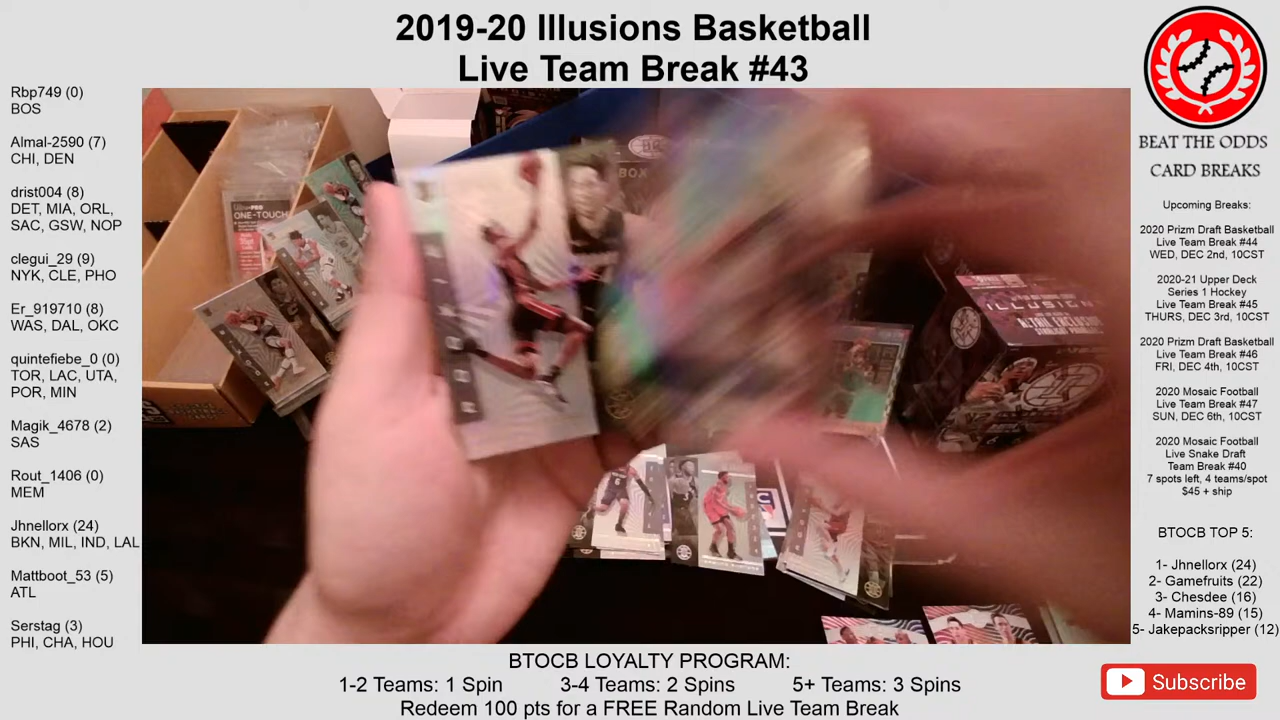 2019-20 Illusions Basketball
Live Team Break #43
Rbp749 (0)
BOS
Almal-2590 (7)
CHI, DEN
drist004 (8)
DET, MIA, ORL,
SAC, GSW, NOP
clegui_29 (9)
NYK, CLE, PHO
Er_919710 (8)
WAS, DAL, OKC
quintefiebe_0 (0)
TOR, LAC, UTA,
POR, MIN
Magik_4678 (2)
SAS
Rout_1406 (0)
MEM
Jhnellorx (24)
BKN, MIL, IND, LAL
Mattboot_53 (5)
ATL
Serstag (3)
PHI, CHA, HOU
ONE-TOUCH
BOX
ILLUSIONS
BEAT THE ODDS
CARD BREAKS
Upcoming Breaks:
2020 Prizm Draft Basketball
Live Team Break #44
WED, DEC 2nd, 10CST
2020-21 Upper Deck
Series 1 Hockey
Live Team Break #45
THURS, DEC 3rd, 10CST
2020 Prizm Draft Basketball
Live Team Break #46
FRI, DEC 4th, 10CST
2020 Mosaic Football
Live Team Break #47
SUN, DEC 6th, 10CST
2020 Mosaic Football
Live Snake Draft
Team Break #40
7 spots left, 4 teams/spot
$45 + ship
BTOCB TOP 5:
1- Jhnellorx (24)
2- Gamefruits (22)
3- Chesdee (16)
4- Mamins-89 (15)
5- Jakepacksripper (12)
BTOCB LOYALTY PROGRAM:
1-2 Teams: 1 Spin 3-4 Teams: 2 Spins 5+ Teams: 3 Spins
Redeem 100 pts for a FREE Random Live Team Break
Subscribe